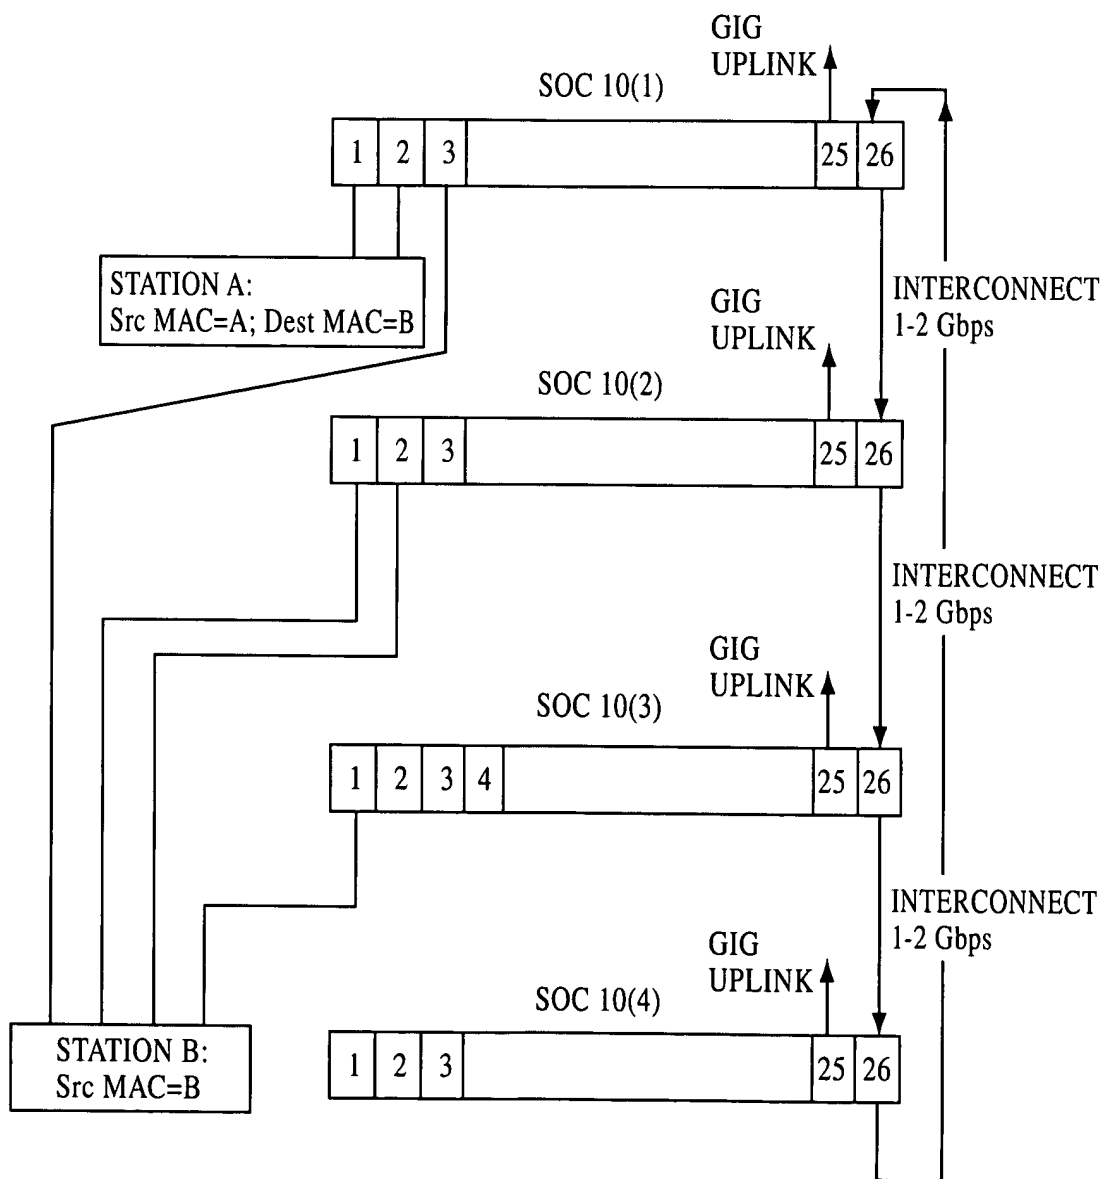 GIG
UPLINK
SOC 10(1)
1 2 3 25 26
STATION A:
Src MAC=A; Dest MAC=B
INTERCONNECT
1-2 Gbps
GIG
UPLINK
SOC 10(2)
1 2 3 25 26
INTERCONNECT
1-2 Gbps
GIG
UPLINK
SOC 10(3)
1 2 3 4 25 26
INTERCONNECT
1-2 Gbps
GIG
UPLINK
SOC 10(4)
1 2 3 25 26
STATION B:
Src MAC=B